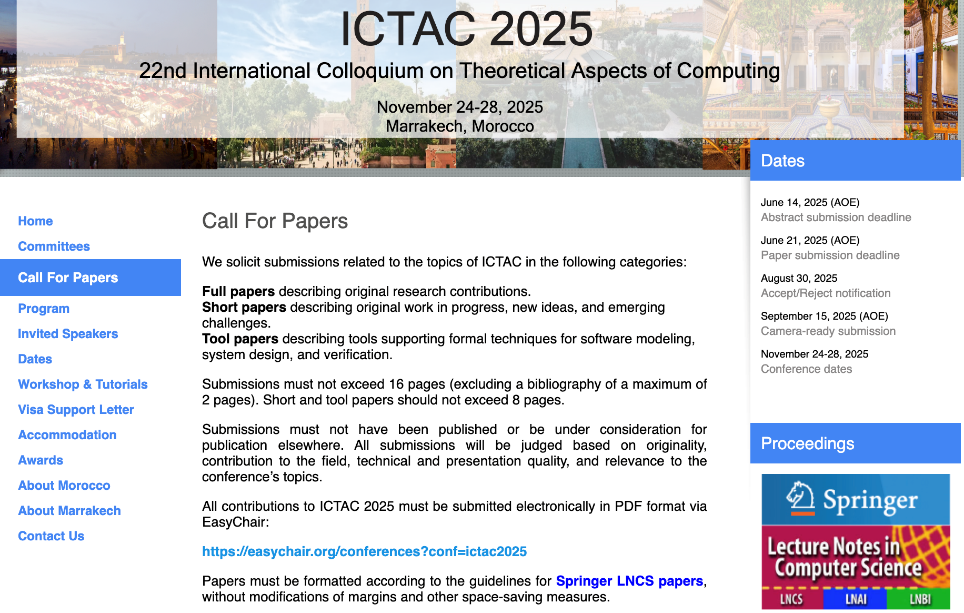 ICTAC 2025
22nd International Colloquium on Theoretical Aspects of Computing
November 24-28, 2025
Marrakech, Morocco
Home
Committees
Call For Papers
Program
Invited Speakers
Dates
Workshop & Tutorials
Visa Support Letter
Accommodation
Awards
About Morocco
About Marrakech
Contact Us
Call For Papers
We solicit submissions related to the topics of ICTAC in the following categories:
Full papers describing original research contributions.
Short papers describing original work in progress, new ideas, and emerging
challenges.
Tool papers describing tools supporting formal techniques for software modeling,
system design, and verification.
Submissions must not exceed 16 pages (excluding a bibliography of a maximum of
2 pages). Short and tool papers should not exceed 8 pages.
Submissions must not have been published or be under consideration for
publication elsewhere. All submissions will be judged based on originality,
contribution to the field, technical and presentation quality, and relevance to the
conference's topics.
All contributions to ICTAC 2025 must be submitted electronically in PDF format via
EasyChair:
https://easychair.org/conferences?conf=ictac2025
Papers must be formatted according to the guidelines for Springer LNCS papers,
without modifications of margins and other space-saving measures.
Dates
June 14, 2025 (AOE)
Abstract submission deadline
June 21, 2025 (AOE)
Paper submission deadline
August 30, 2025
Accept/Reject notification
September 15, 2025 (AOE)
Camera-ready submission
November 24-28, 2025
Conference dates
Proceedings
Springer
Lecture Notes in
Computer Science
LNCS LNAI LNBI